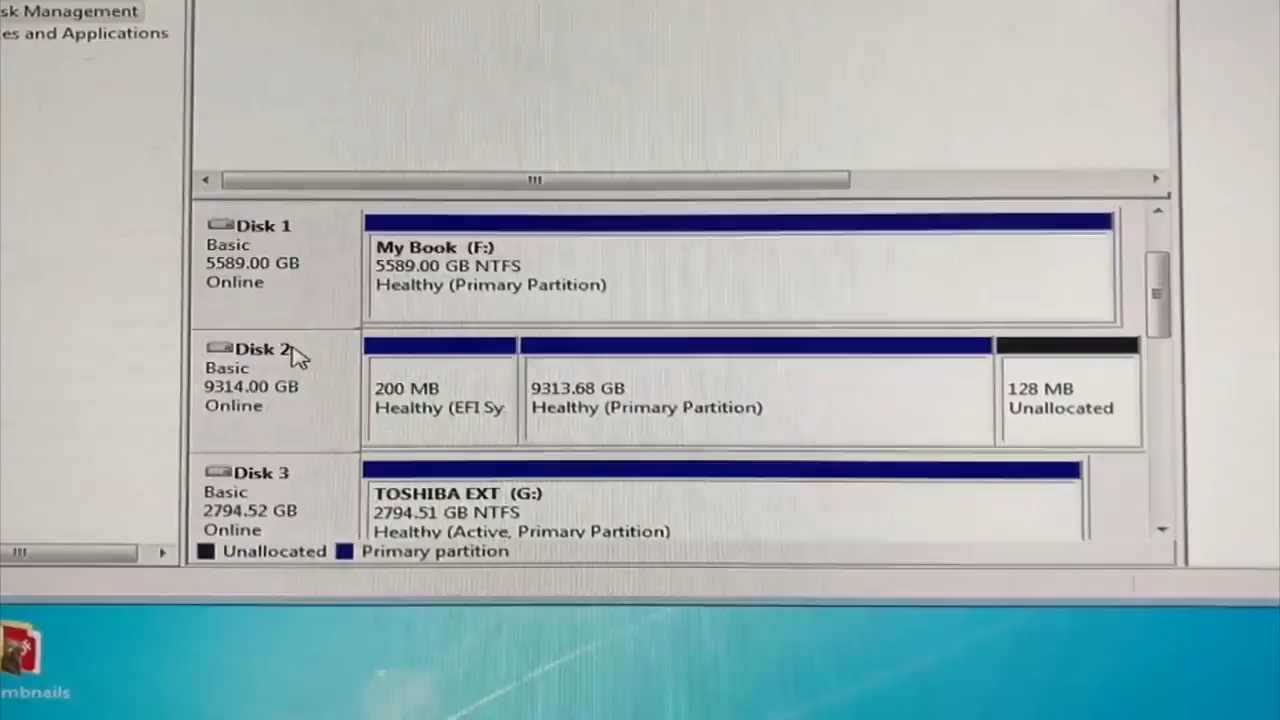 sk Management
es and Applications
Disk 1
Basic
5589.00 GB
Online
My Book (F:)
5589.00 GB NTFS
Healthy (Primary Partition)
Disk 2
Basic
9314.00 GB
Online
200 MB
Healthy (EFI Sy
9313.68 GB
Healthy (Primary Partition)
128 MB
Unallocated
Disk 3
Basic
2794.52 GB
Online
TOSHIBA EXT (G:)
2794.51 GB NTFS
Healthy (Active, Primary Partition)
Unallocated Primary partition
mbnails